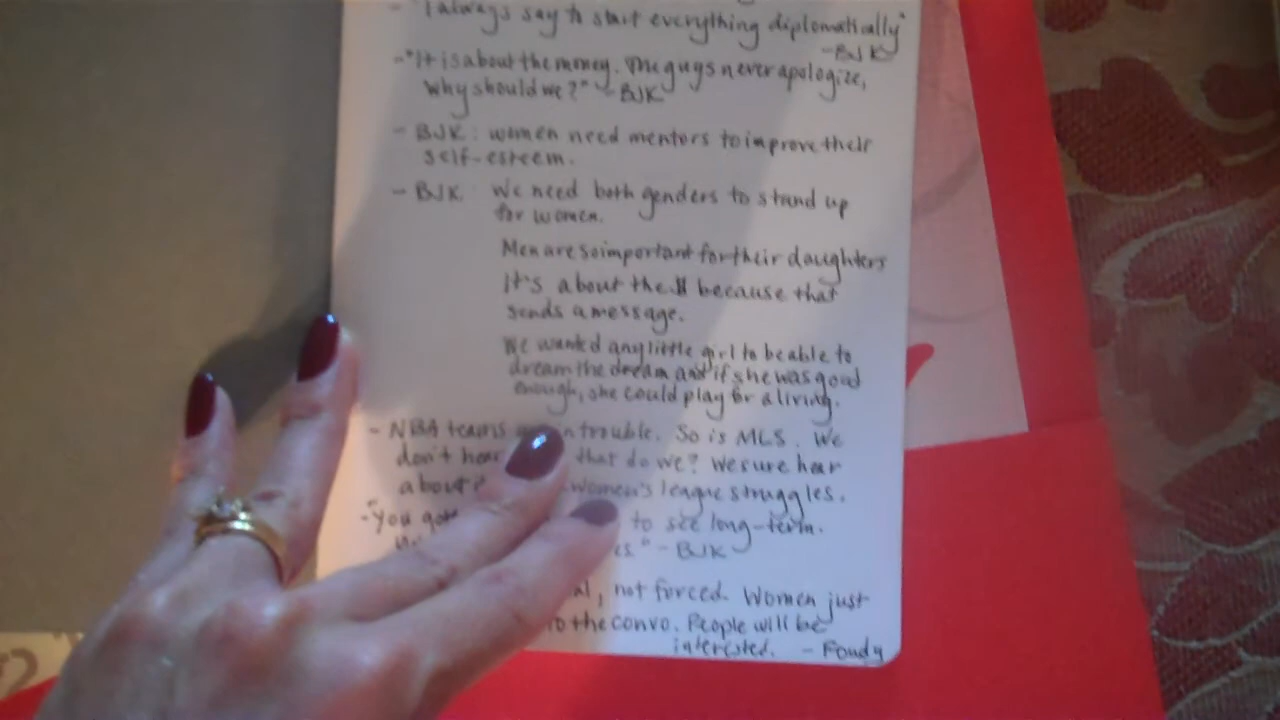 - "I always say to start everything diplomatically"
- BJK
- "It is about the money. The guys never apologize,
why should we?" - BJK
- BJK: women need mentors to improve their
self-esteem.
- BJK: We need both genders to stand up
for women.
Men are so important for their daughters
It's about the $ because that
sends a message.
We wanted any little girl to be able to
dream the dream and if she was good
enough, she could play for a living.
- NBA teams in trouble. So is MLS. We
don't hear that do we? We sure hear
about women's league struggles.
- "You gotta to see long-term.
" - BJK
, not forced. Women just
to the convo. People will be
interested. - Foudy